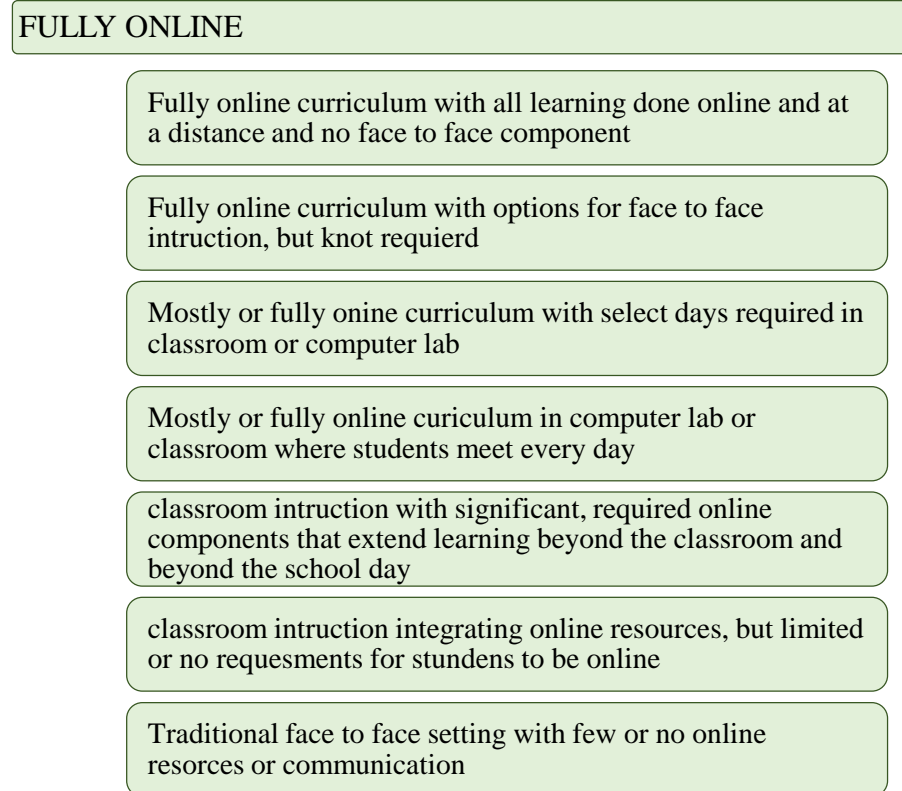 FULLY ONLINE
Fully online curriculum with all learning done online and at
a distance and no face to face component
Fully online curriculum with options for face to face
intruction, but knot requierd
Mostly or fully onine curriculum with select days required in
classroom or computer lab
Mostly or fully online curiculum in computer lab or
classroom where students meet every day
classroom intruction with significant, required online
components that extend learning beyond the classroom and
beyond the school day
classroom intruction integrating online resources, but limited
or no requesments for stundens to be online
Traditional face to face setting with few or no online
resorces or communication